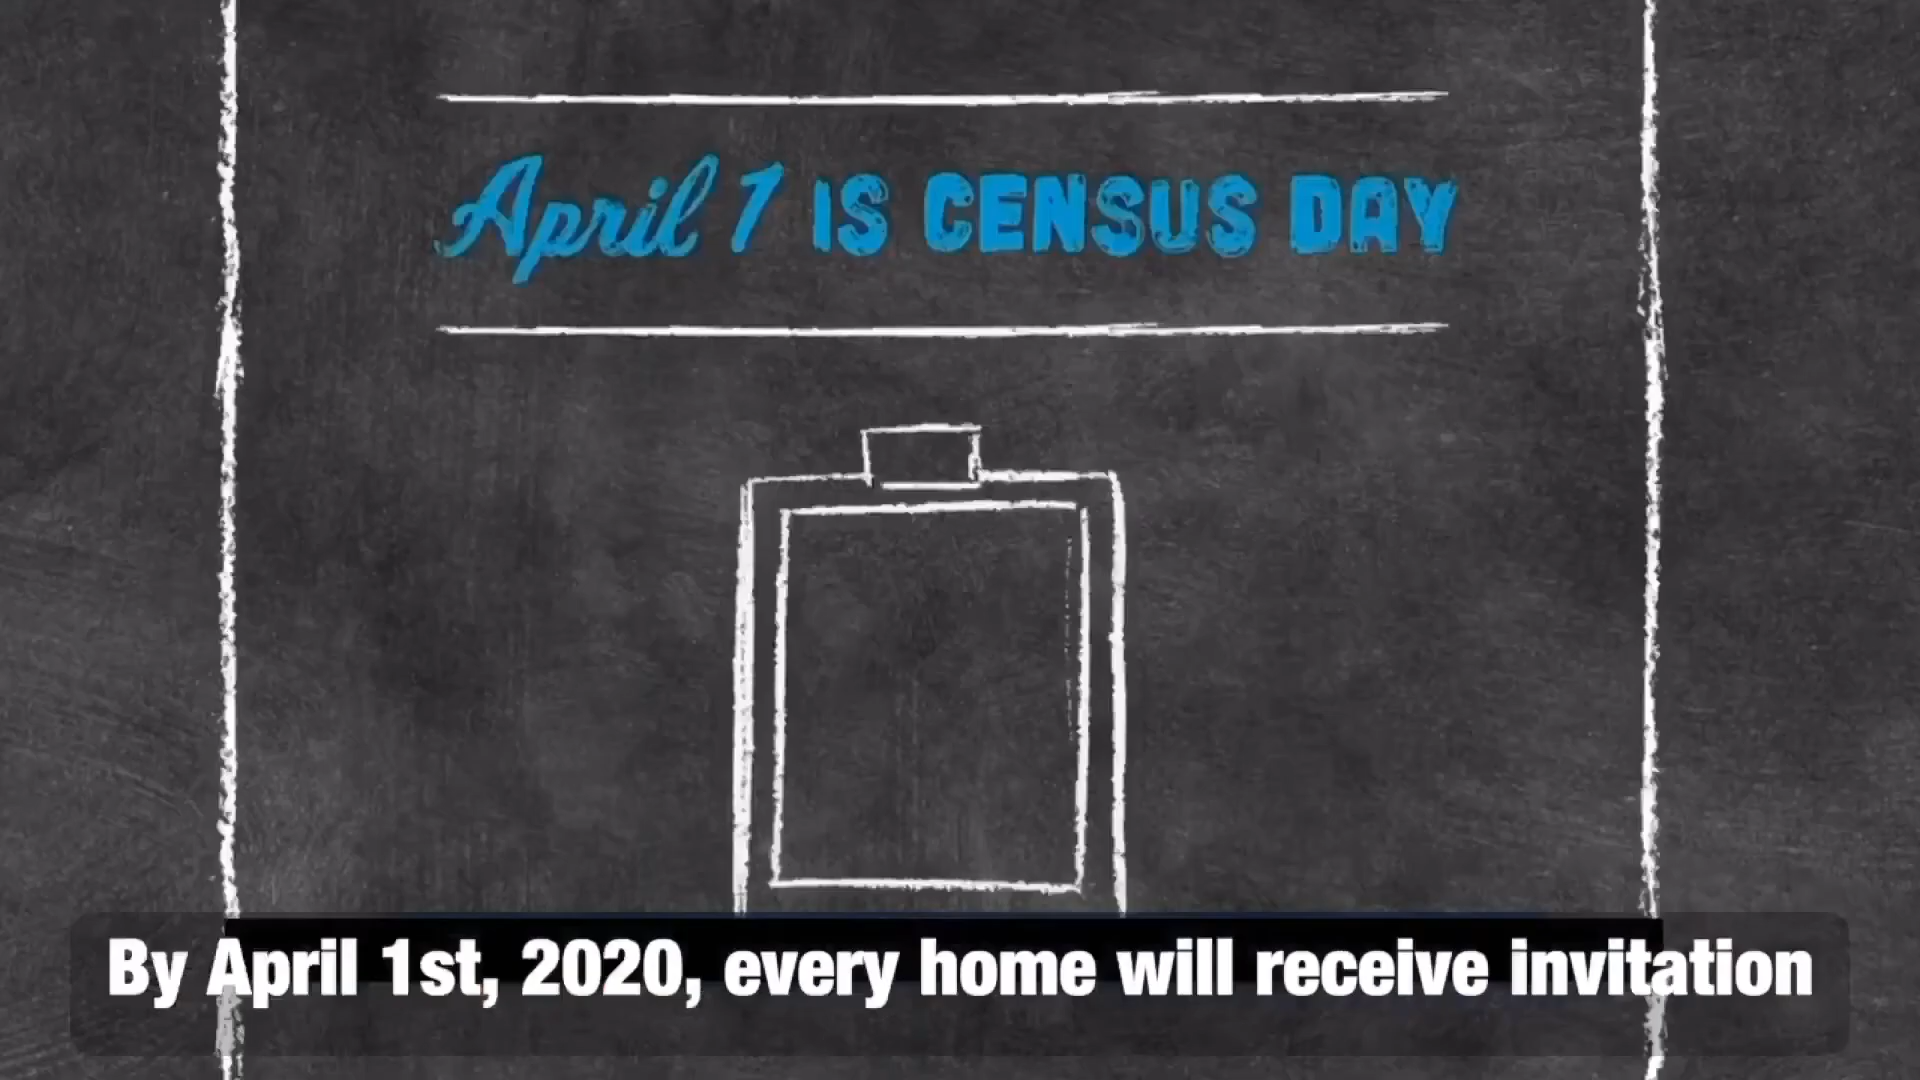 April 1 IS CENSUS DAY
By April 1st, 2020, every home will receive invitation